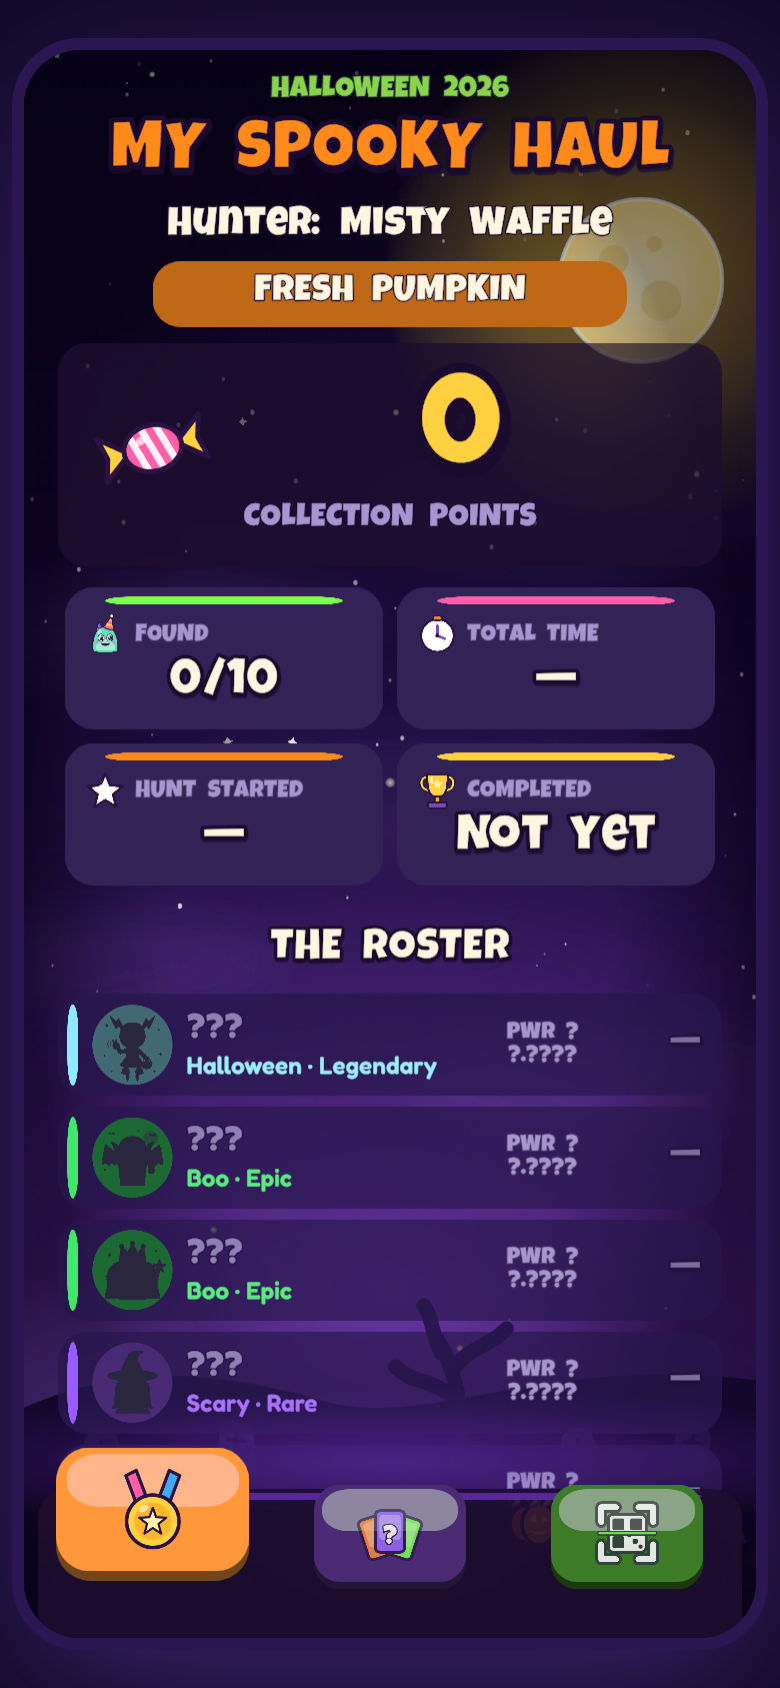 HALLOWEEN 2026
MY SPOOKY HAUL
Hunter: MISTY WAFFLE
FRESH PUMPKIN
0
COLLECTION POINTS
FOUND
0/10
TOTAL TIME
—
HUNT STARTED
—
COMPLETED
NOT YET
THE ROSTER
???
Halloween · Legendary
PWR ?
?.????
—
???
Boo · Epic
PWR ?
?.????
—
???
Boo · Epic
PWR ?
?.????
—
???
Scary · Rare
PWR ?
?.????
—
PWR ?
?